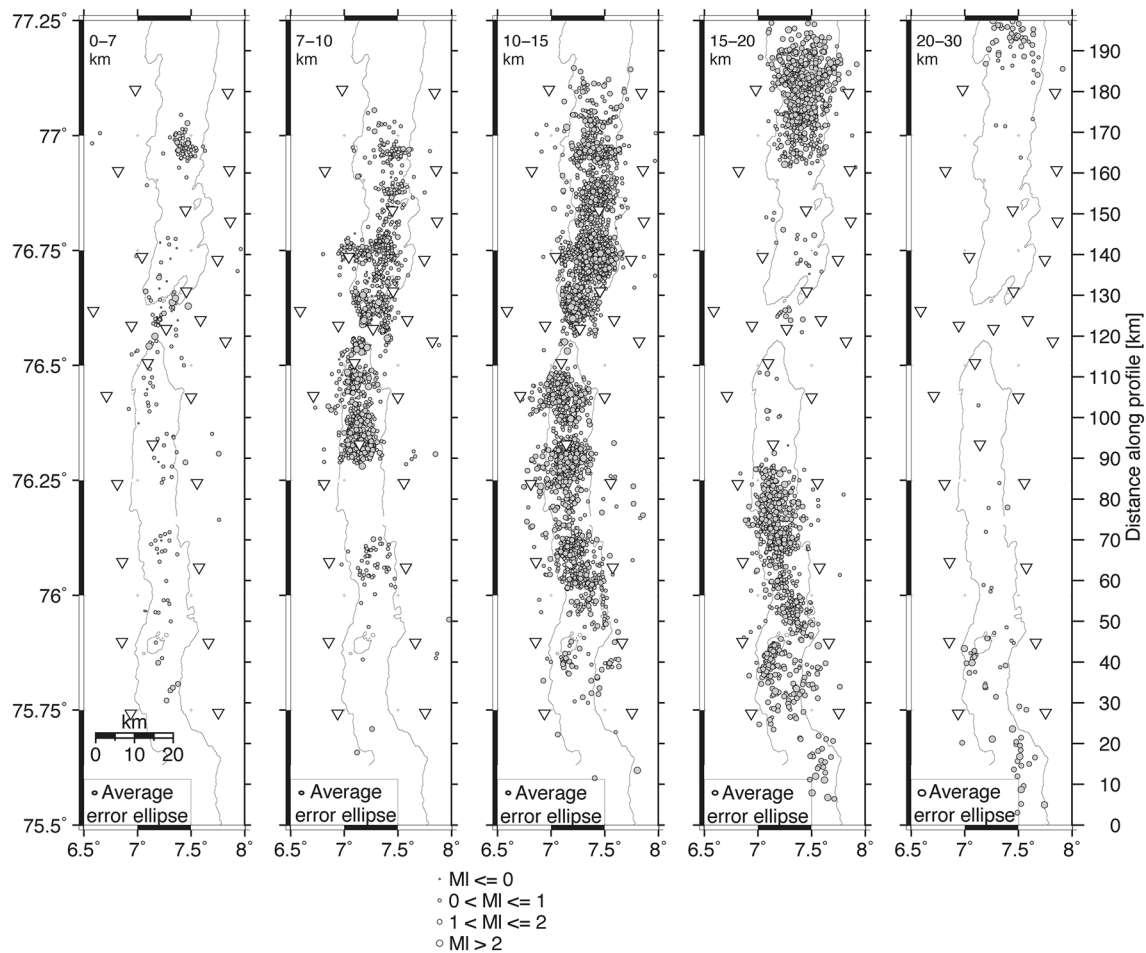 77.25°
77°
76.75°
76.5°
76.25°
76°
75.75°
75.5°
0–7
km
7–10
km
10–15
km
15–20
km
20–30
km
km
0 10 20
Average
error ellipse
Average
error ellipse
Average
error ellipse
Average
error ellipse
Average
error ellipse
6.5° 7° 7.5° 8°
6.5° 7° 7.5° 8°
6.5° 7° 7.5° 8°
6.5° 7° 7.5° 8°
6.5° 7° 7.5° 8°
190
180
170
160
150
140
130
120
110
100
90
80
70
60
50
40
30
20
10
0
Distance along profile [km]
Ml <= 0
0 < Ml <= 1
1 < Ml <= 2
Ml > 2